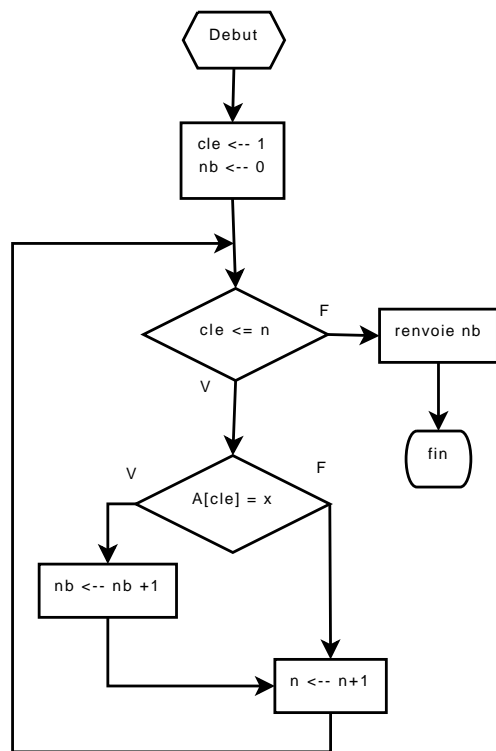 Debut
cle <-- 1
nb <-- 0
cle <= n
F
renvoie nb
V
fin
A[cle] = x
V
F
nb <-- nb +1
n <-- n+1